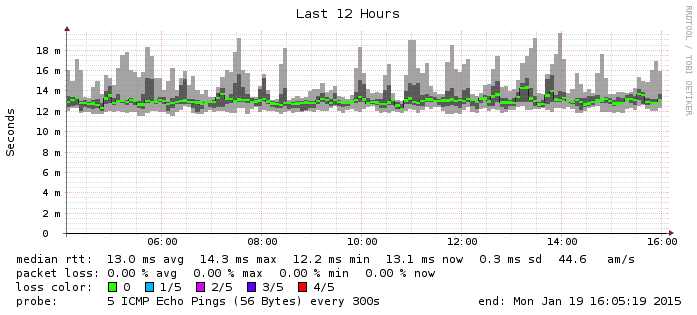 Last 12 Hours
RRDTOOL / TOBI OETIKER
Seconds
18 m
16 m
14 m
12 m
10 m
8 m
6 m
4 m
2 m
0
06:00 08:00 10:00 12:00 14:00 16:00
median rtt: 13.0 ms avg 14.3 ms max 12.2 ms min 13.1 ms now 0.3 ms sd 44.6 am/s
packet loss: 0.00 % avg 0.00 % max 0.00 % min 0.00 % now
loss color: 0 1/5 2/5 3/5 4/5
probe: 5 ICMP Echo Pings (56 Bytes) every 300s end: Mon Jan 19 16:05:19 2015